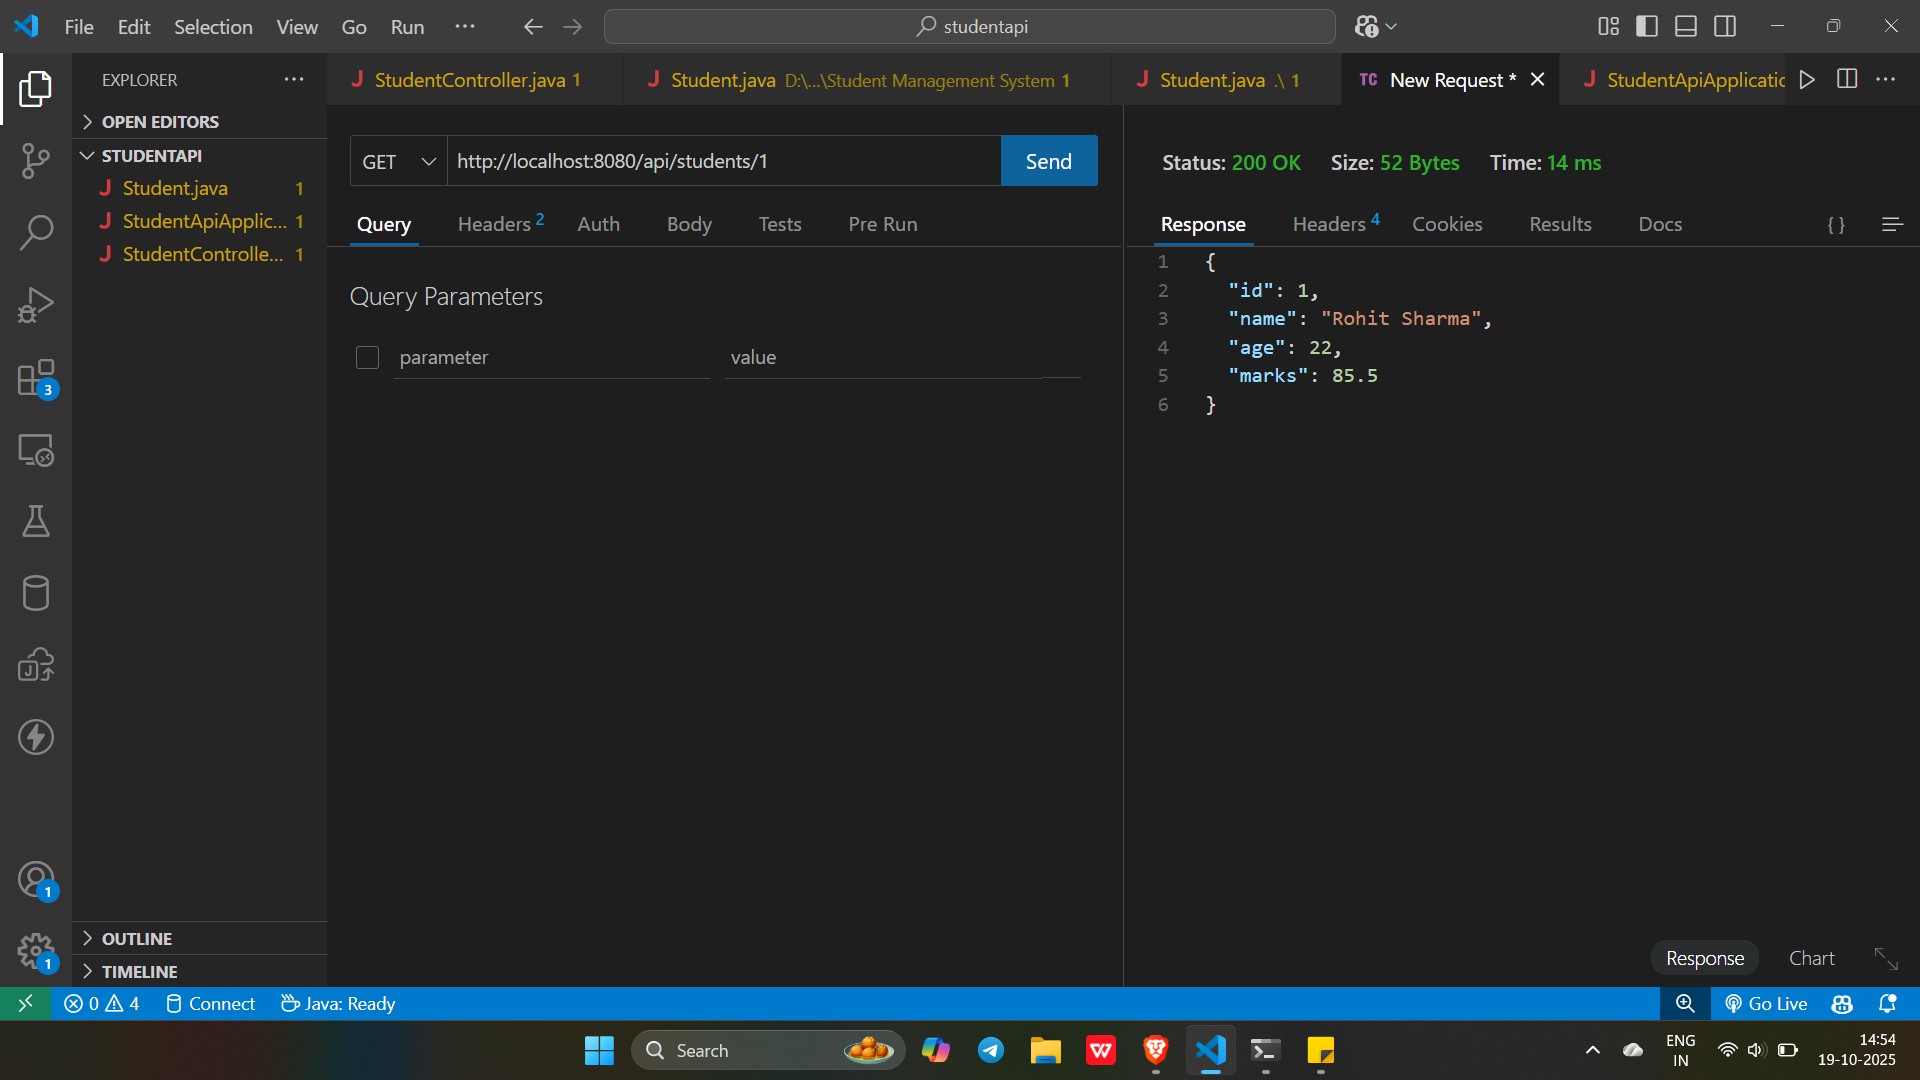 File Edit Selection View Go Run ··· studentapi
EXPLORER ···
OPEN EDITORS
STUDENTAPI
J Student.java 1
J StudentApiApplic... 1
J StudentControlle... 1
OUTLINE
TIMELINE
3
1
1
J StudentController.java 1 J Student.java D:\...\Student Management System 1 J Student.java .\ 1 TC New Request * J StudentApiApplicatic ···
GET http://localhost:8080/api/students/1 Send
Query Headers 2 Auth Body Tests Pre Run
Query Parameters
parameter value
Status: 200 OK Size: 52 Bytes Time: 14 ms
Response Headers 4 Cookies Results Docs { }
1 {
2 "id": 1,
3 "name": "Rohit Sharma",
4 "age": 22,
5 "marks": 85.5
6 }
Response Chart
0 4 Connect Java: Ready Go Live
Search W ENG 14:54
IN 19-10-2025